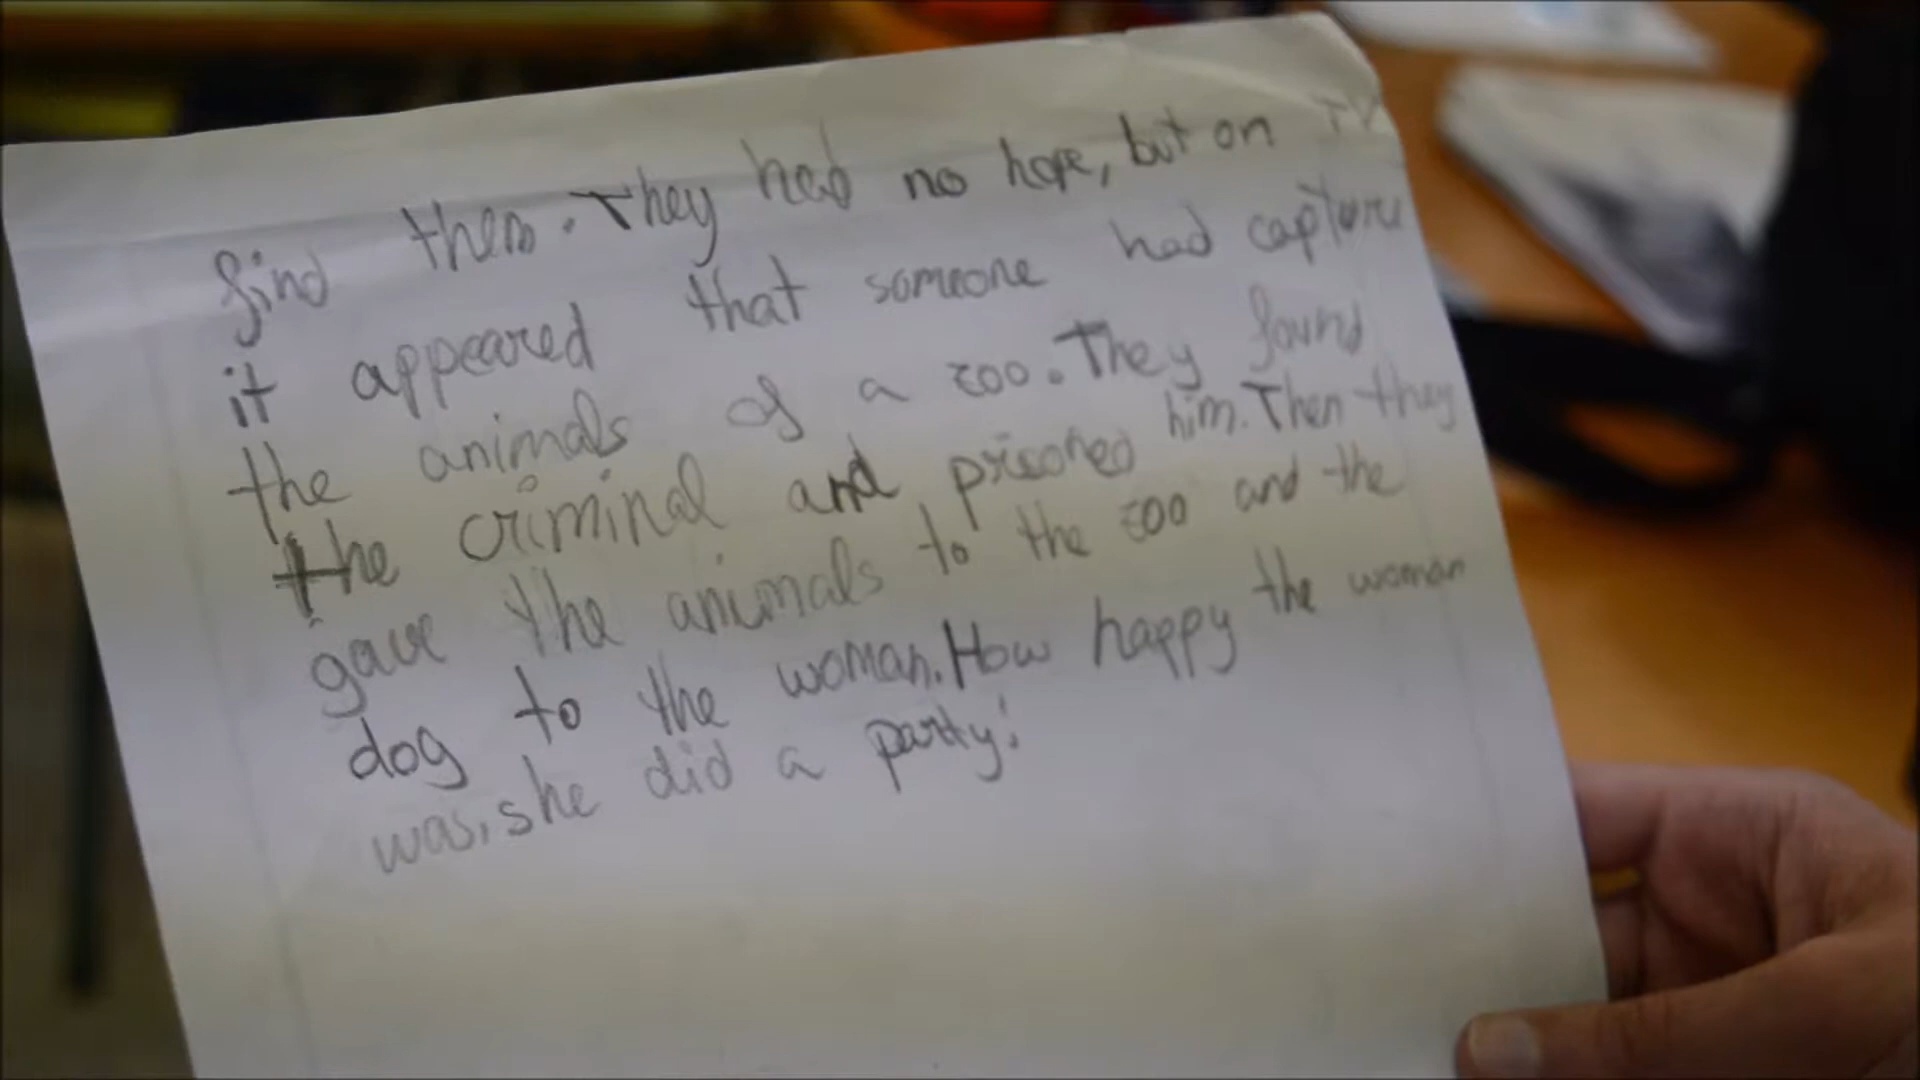 find them. They had no hope, but on TV
it appeared that someone had capture
the animals of a zoo. They found
the criminal and prisoned him. Then they
gave the animals to the zoo and the
dog to the woman. How happy the woman
was, she did a party!